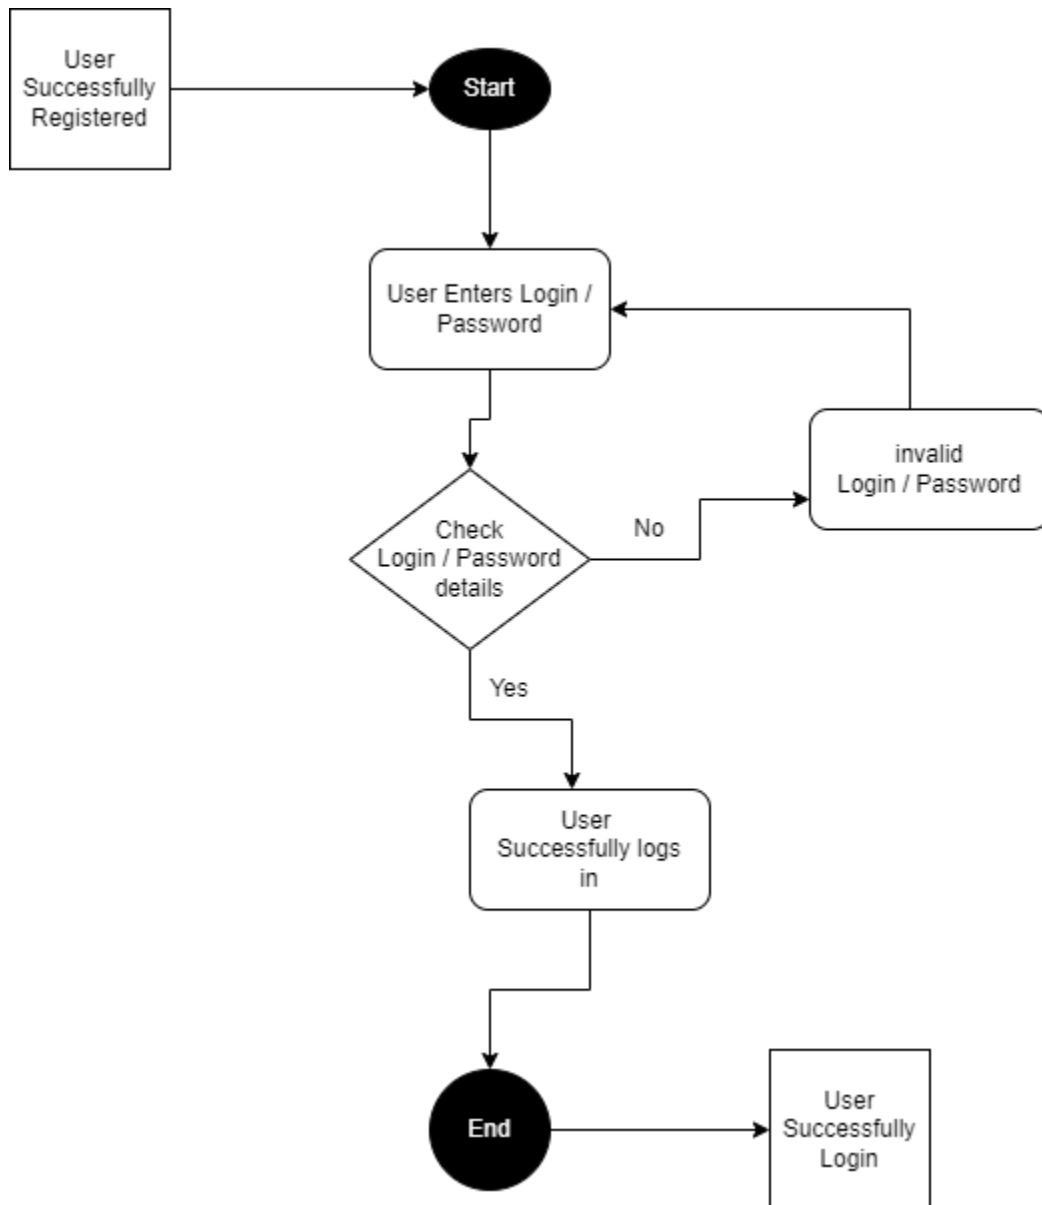 User
Successfully
Registered
Start
User Enters Login /
Password
invalid
Login / Password
Check
Login / Password
details
No
Yes
User
Successfully logs
in
End
User
Successfully
Login